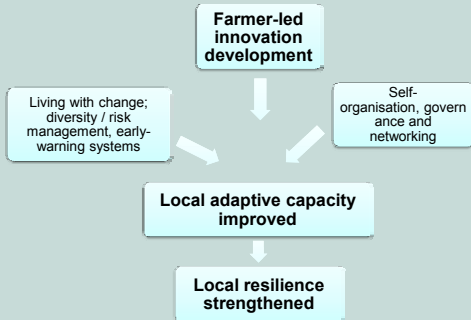 Farmer-led
innovation
development
Living with change;
diversity / risk
management, early-
warning systems
Self-
organisation, govern
ance and
networking
Local adaptive capacity
improved
Local resilience
strengthened